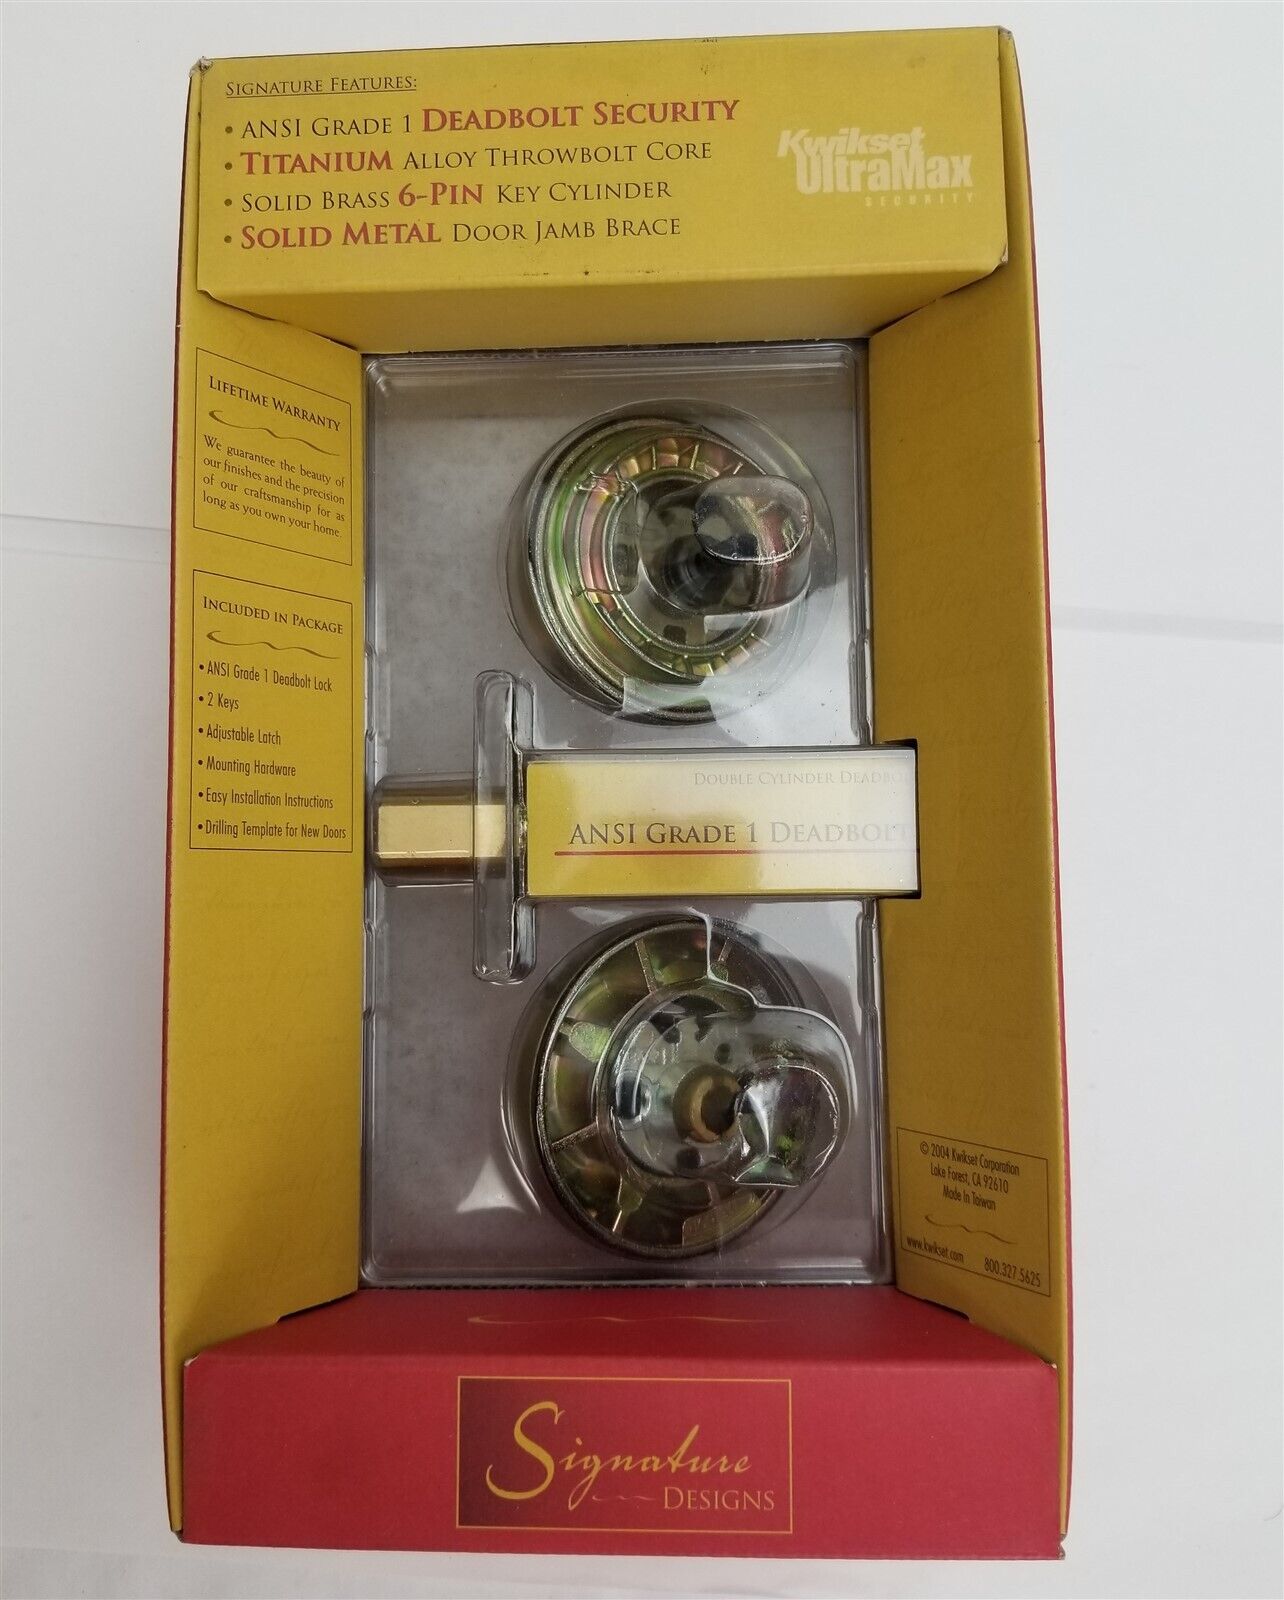 SIGNATURE FEATURES:
• ANSI GRADE 1 DEADBOLT SECURITY
• TITANIUM ALLOY THROWBOLT CORE
• SOLID BRASS 6-PIN KEY CYLINDER
• SOLID METAL DOOR JAMB BRACE
Kwikset
UltraMax
SECURITY
LIFETIME WARRANTY
We guarantee the beauty of
our finishes and the precision
of our craftsmanship for as
long as you own your home.
INCLUDED IN PACKAGE
• ANSI Grade 1 Deadbolt Lock
• 2 Keys
• Adjustable Latch
• Mounting Hardware
• Easy Installation Instructions
• Drilling Template for New Doors
DOUBLE CYLINDER DEADBOL
ANSI GRADE 1 DEADBOLT
© 2004 Kwikset Corporation
Lake Forest, CA 92610
Made In Taiwan
www.kwikset.com 800.327.5625
Signature
DESIGNS